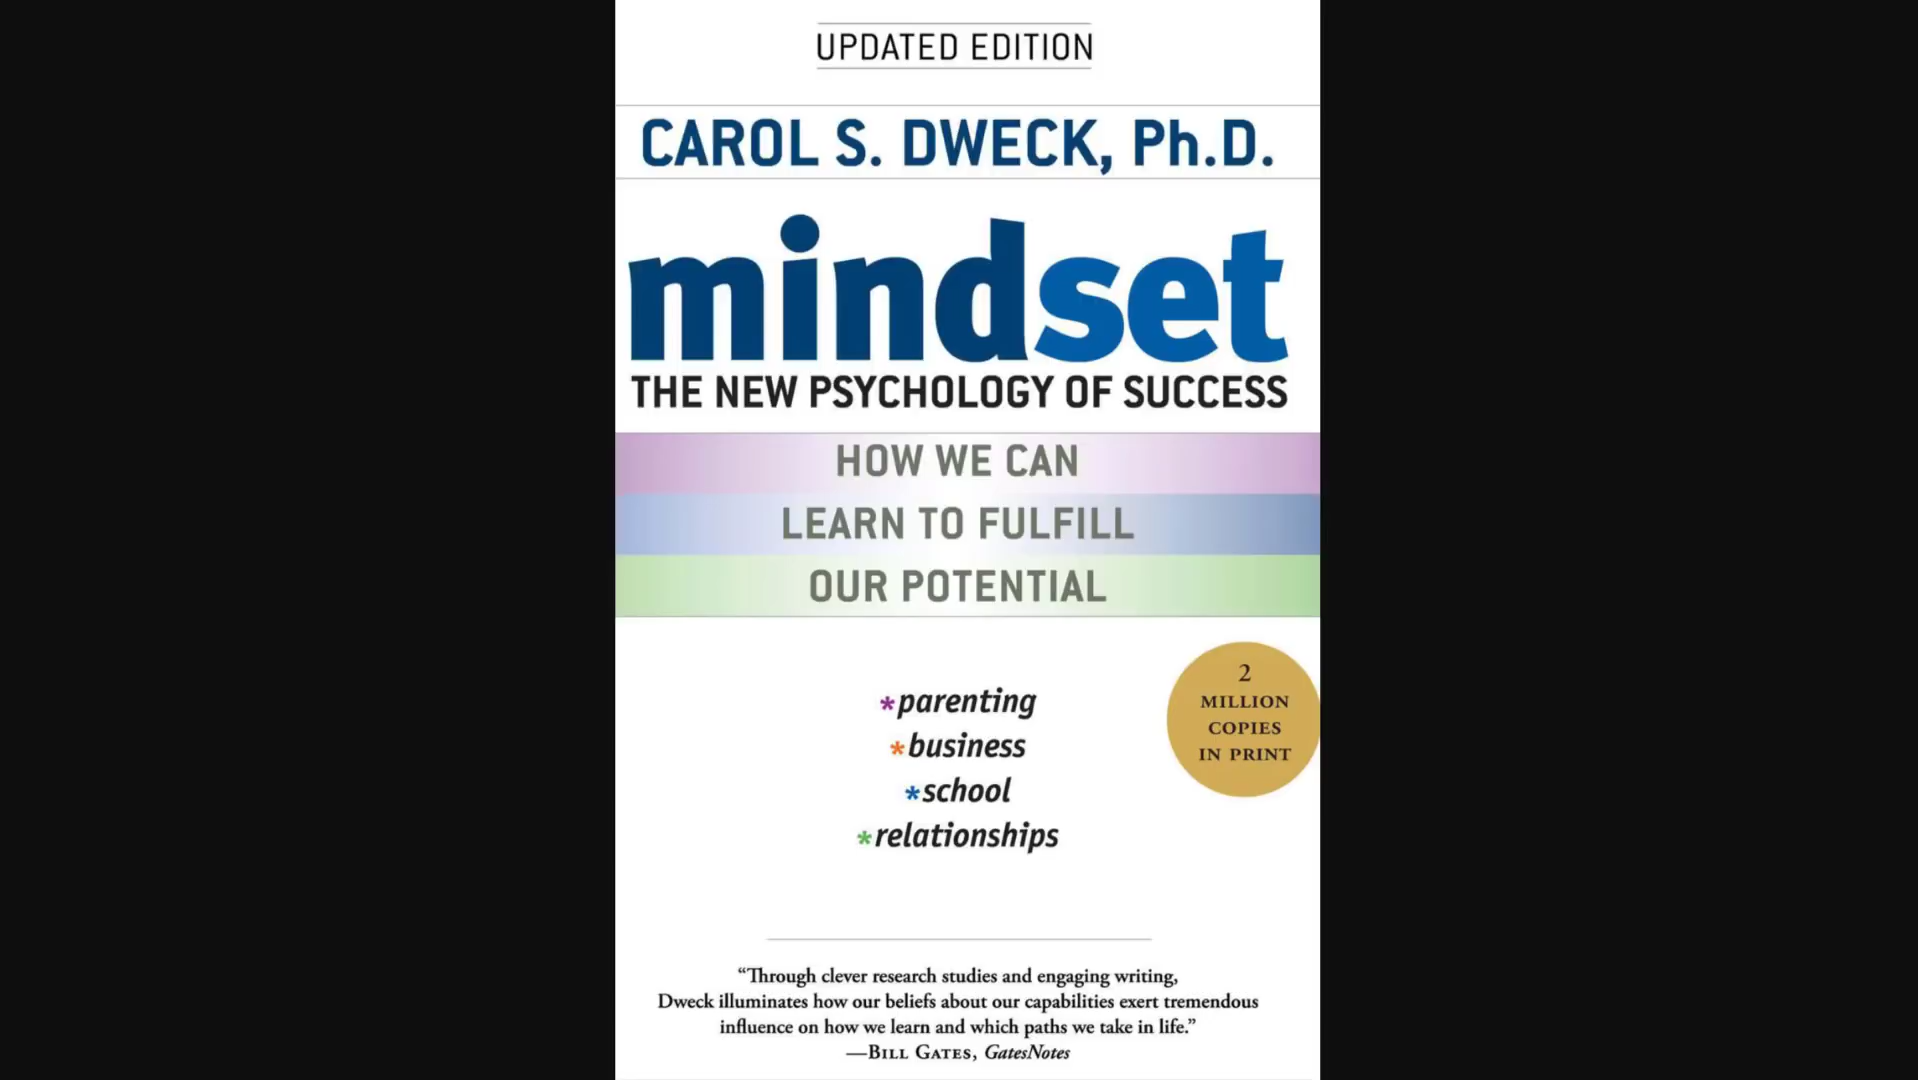 UPDATED EDITION
CAROL S. DWECK, Ph.D.
mindset
THE NEW PSYCHOLOGY OF SUCCESS
HOW WE CAN
LEARN TO FULFILL
OUR POTENTIAL
*parenting
*business
*school
*relationships
2
MILLION
COPIES
IN PRINT
“Through clever research studies and engaging writing,
Dweck illuminates how our beliefs about our capabilities exert tremendous
influence on how we learn and which paths we take in life.”
—BILL GATES, GatesNotes